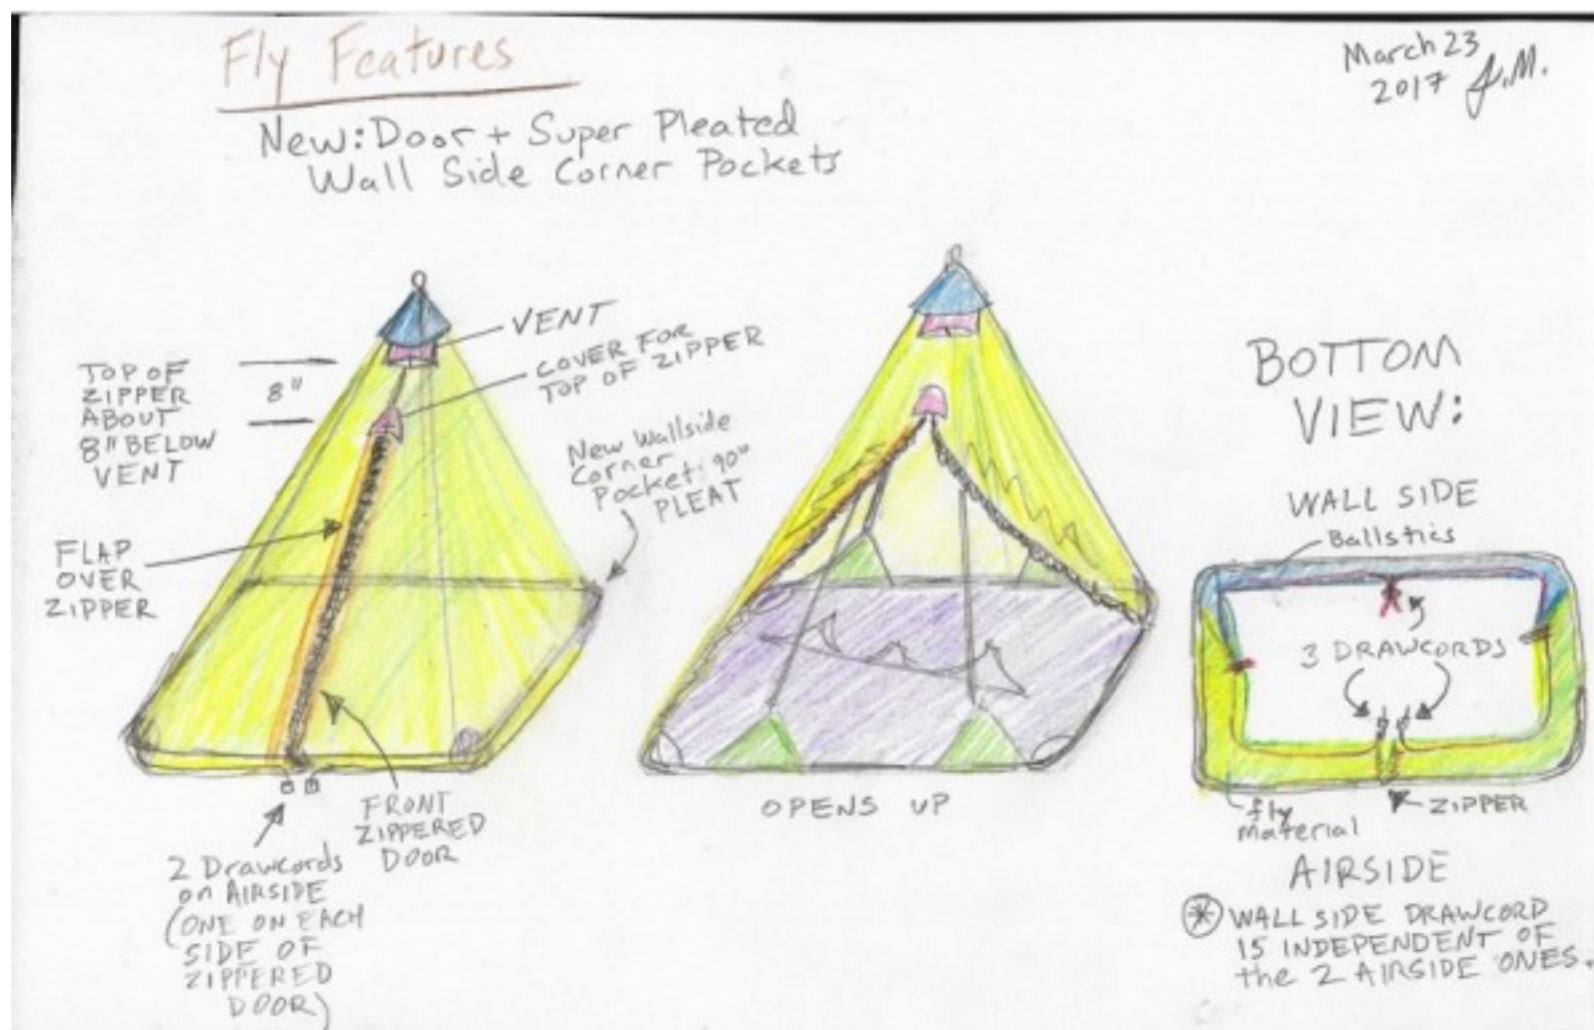 Fly Features
March 23
2017 J.M.
New: Door + Super Pleated
Wall Side Corner Pockets
TOP OF
ZIPPER
ABOUT
8" BELOW
VENT
8"
VENT
COVER FOR
TOP OF ZIPPER
New Wallside
Corner
Pocket: 90°
PLEAT
FLAP
OVER
ZIPPER
FRONT
ZIPPERED
DOOR
2 Drawcords
on AIRSIDE
(ONE ON EACH
SIDE OF
ZIPPERED
DOOR)
OPENS UP
BOTTOM
VIEW:
WALL SIDE
Ballstics
3 DRAWCORDS
ZIPPER
fly
material
AIRSIDE
* WALL SIDE DRAWCORD
IS INDEPENDENT OF
the 2 AIRSIDE ONES.